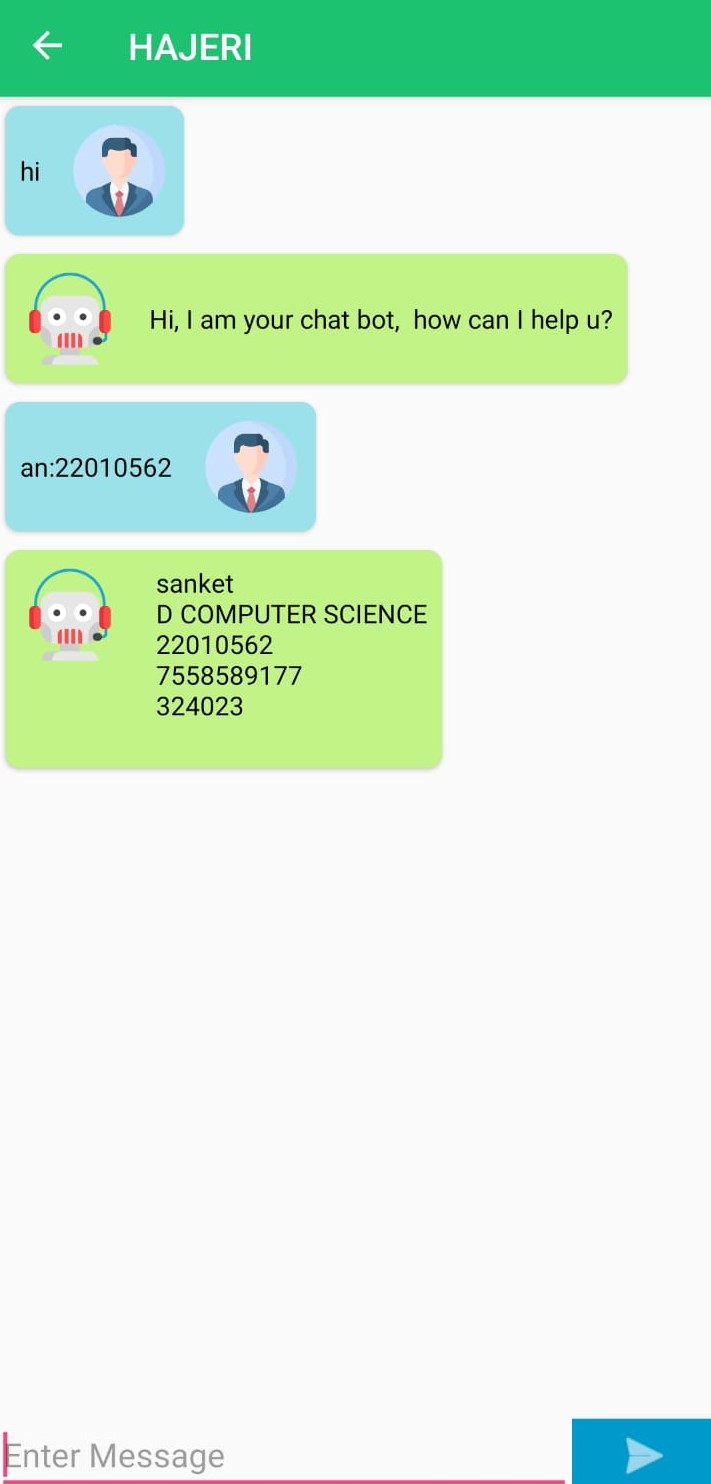 HAJERI
hi
Hi, I am your chat bot,  how can I help u?
an:22010562
sanket
D COMPUTER SCIENCE
22010562
7558589177
324023
Enter Message